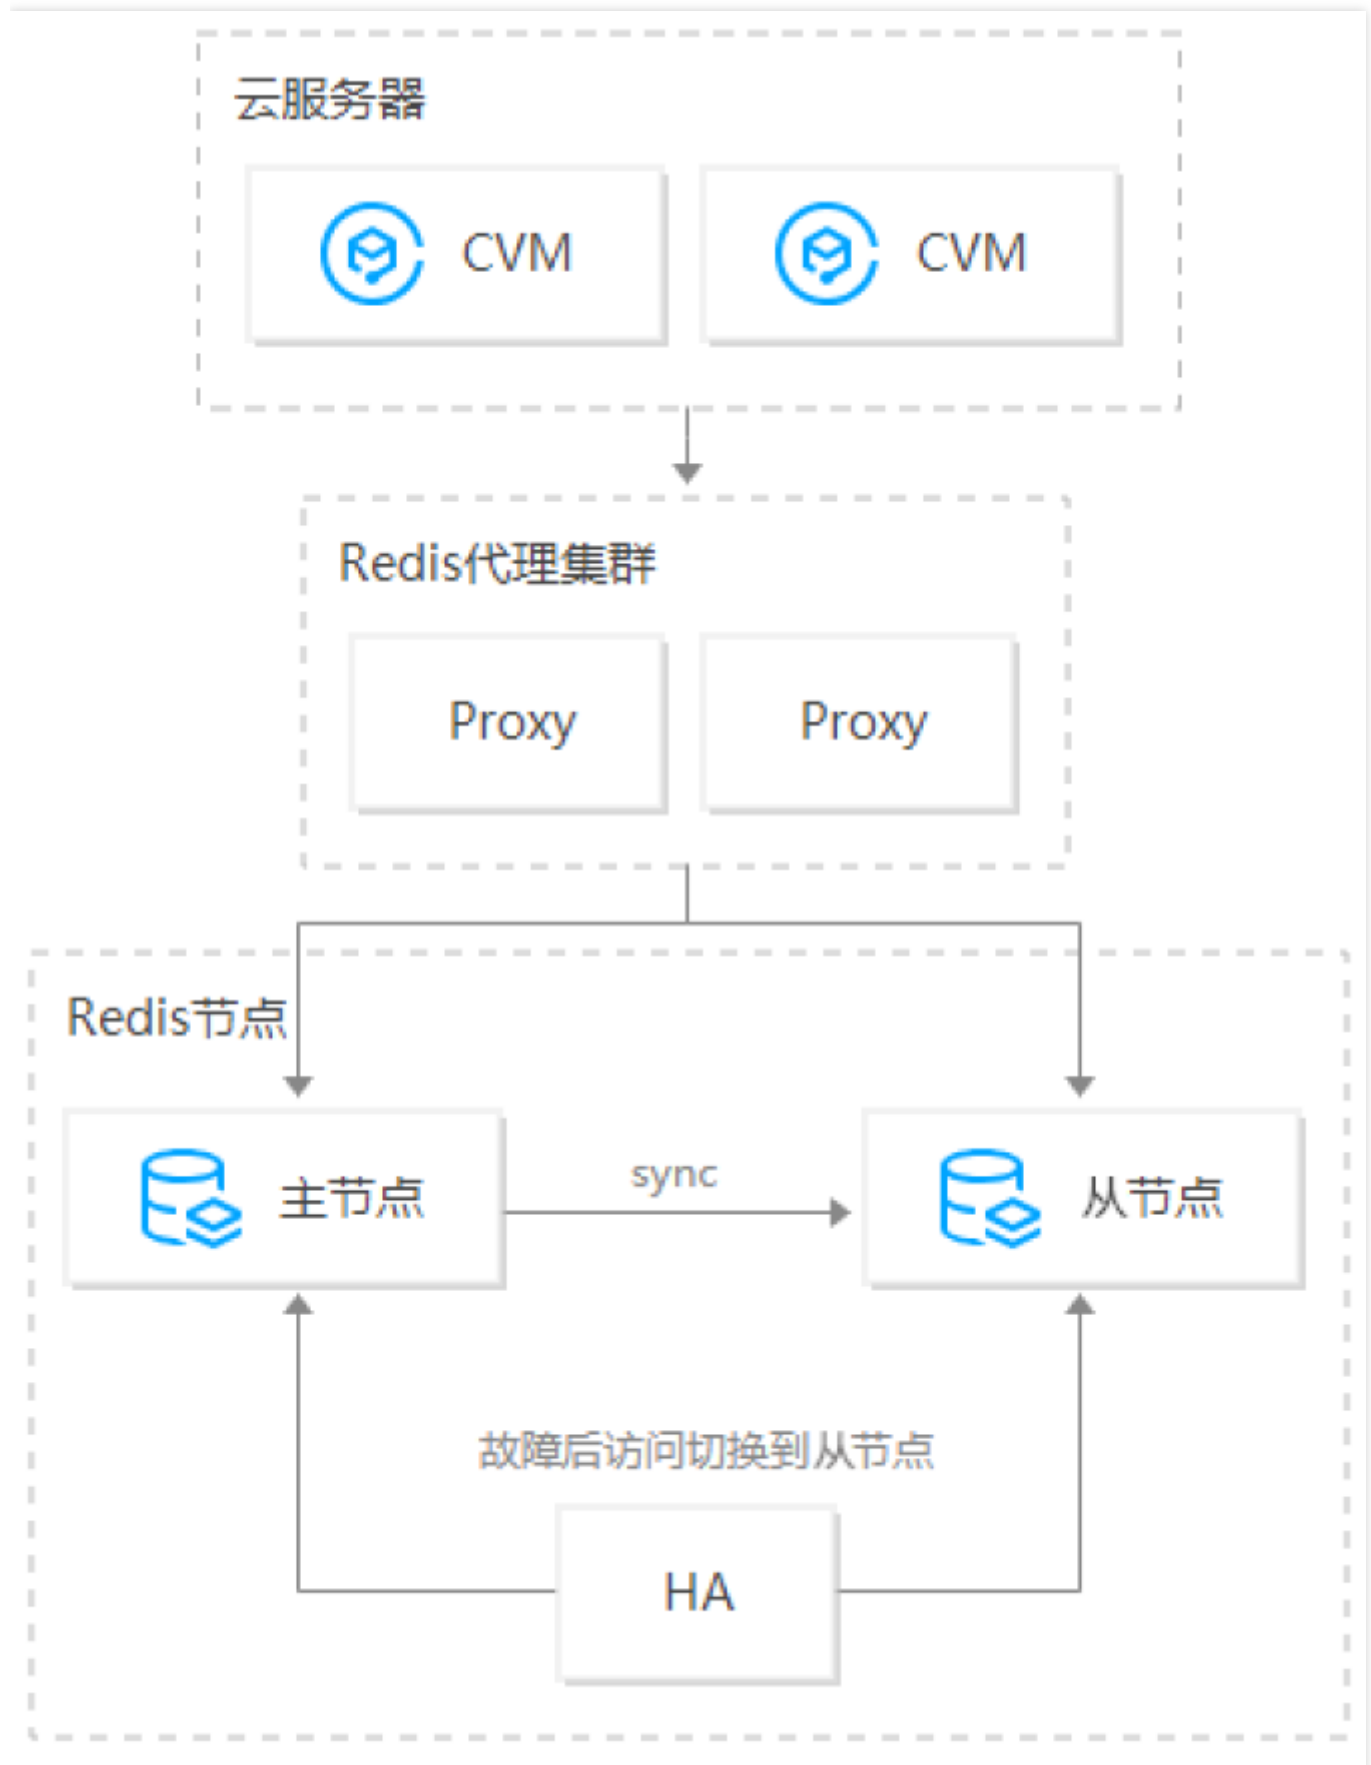 云服务器
CVM
CVM
Redis代理集群
Proxy
Proxy
Redis节点
主节点
sync
从节点
故障后访问切换到从节点
HA